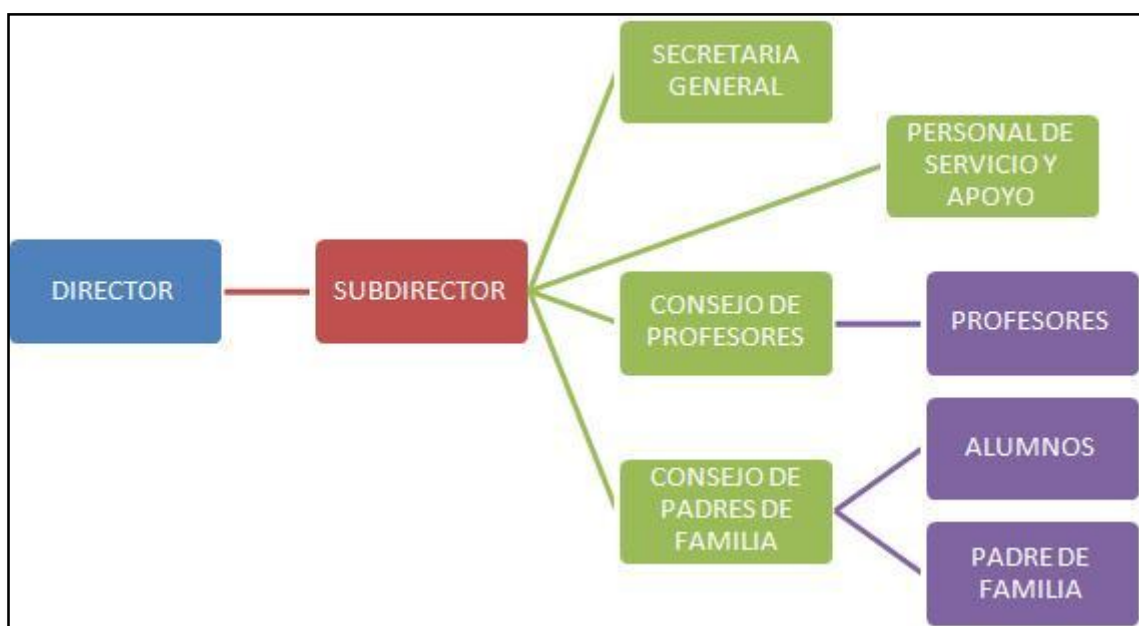 SECRETARIA
GENERAL
PERSONAL DE
SERVICIO Y
APOYO
DIRECTOR
SUBDIRECTOR
CONSEJO DE
PROFESORES
PROFESORES
ALUMNOS
CONSEJO DE
PADRES DE
FAMILIA
PADRE DE
FAMILIA